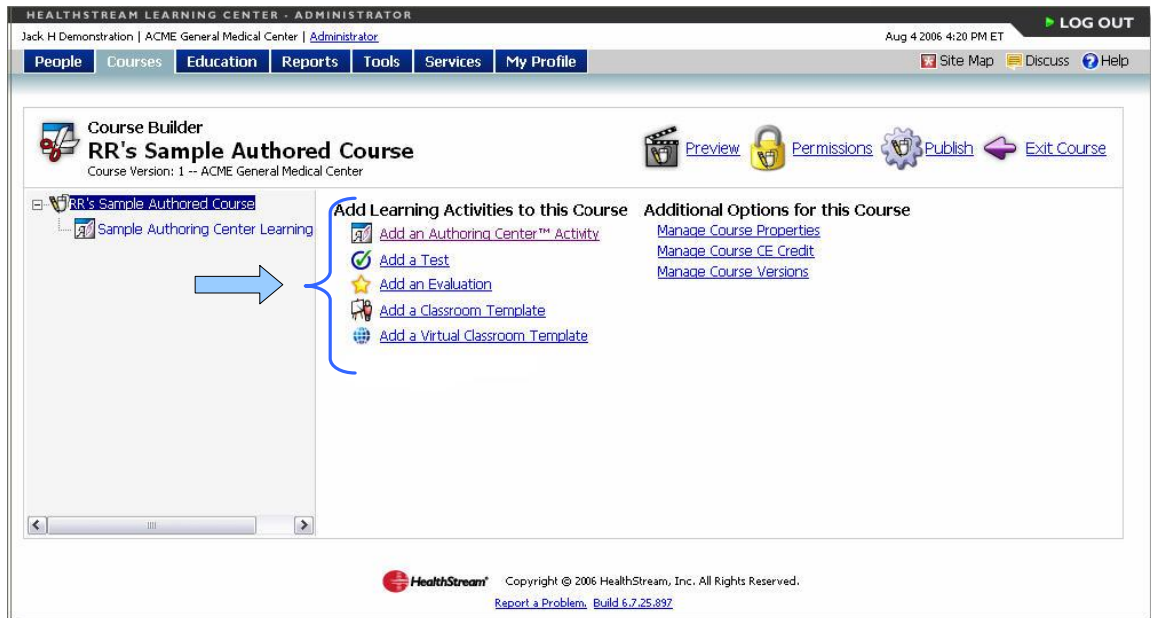 HEALTHSTREAM LEARNING CENTER - ADMINISTRATOR
LOG OUT
Jack H Demonstration | ACME General Medical Center | Administrator
Aug 4 2006 4:20 PM ET
People Courses Education Reports Tools Services My Profile
Site Map Discuss Help
Course Builder
RR's Sample Authored Course
Course Version: 1 -- ACME General Medical Center
Preview Permissions Publish Exit Course
RR's Sample Authored Course
Sample Authoring Center Learning
Add Learning Activities to this Course
Add an Authoring Center™ Activity
Add a Test
Add an Evaluation
Add a Classroom Template
Add a Virtual Classroom Template
Additional Options for this Course
Manage Course Properties
Manage Course CE Credit
Manage Course Versions
HealthStream Copyright © 2006 HealthStream, Inc. All Rights Reserved.
Report a Problem. Build 6.7.25.897